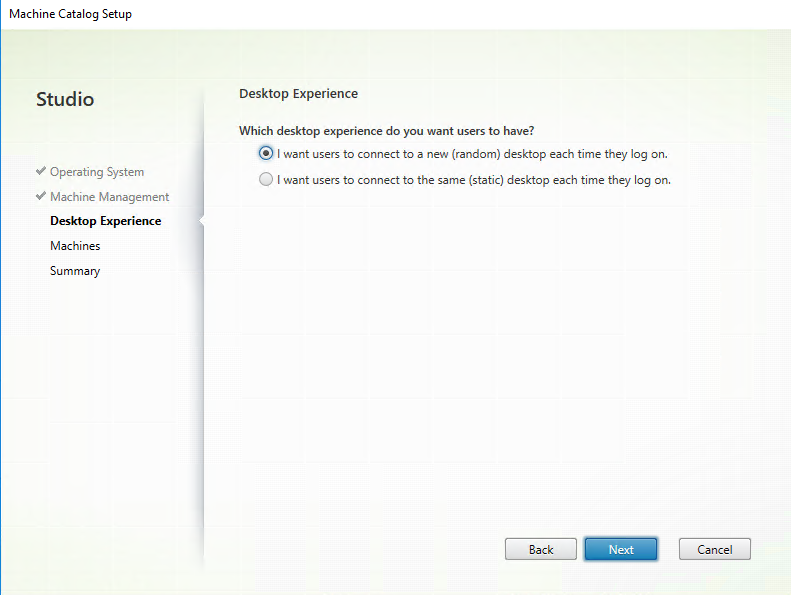 Machine Catalog Setup
Studio
Operating System
Machine Management
Desktop Experience
Machines
Summary
Desktop Experience
Which desktop experience do you want users to have?
I want users to connect to a new (random) desktop each time they log on.
I want users to connect to the same (static) desktop each time they log on.
Back
Next
Cancel